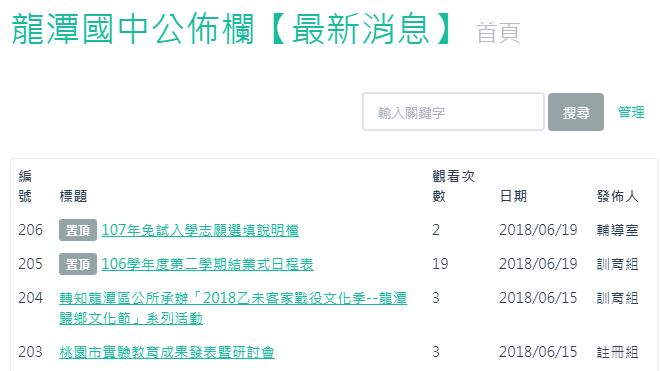 龍潭國中公佈欄【最新消息】 首頁
輸入關鍵字 搜尋 管理
編號 標題 觀看次數 日期 發佈人
206 置頂 107年免試入學志願選填說明檔 2 2018/06/19 輔導室
205 置頂 106學年度第二學期結業式日程表 19 2018/06/19 訓育組
204 轉知龍潭區公所承辦「2018乙未客家戰役文化季--龍潭 3 2018/06/15 訓育組
歸鄉文化節」系列活動
203 桃園市實驗教育成果發表暨研討會 3 2018/06/15 註冊組